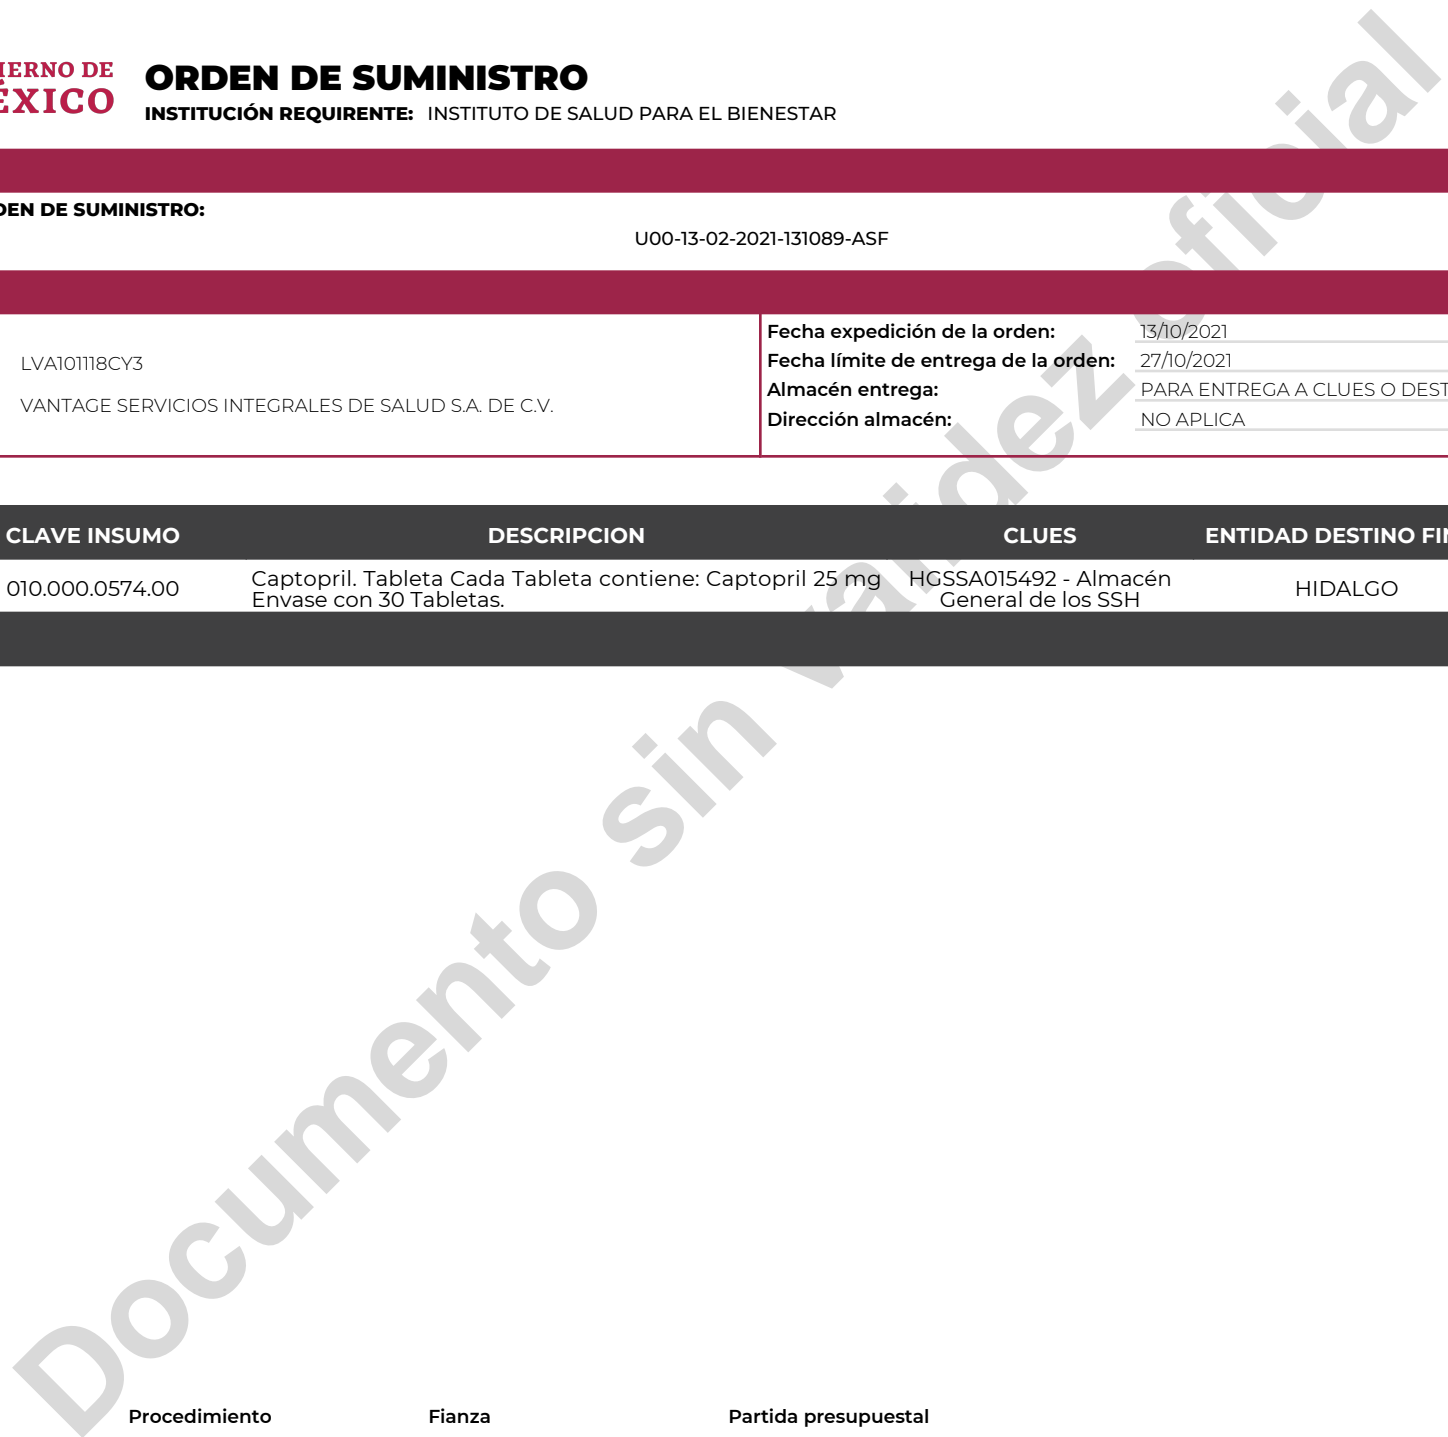 IERNO DE
ÉXICO
ORDEN DE SUMINISTRO
INSTITUCIÓN REQUIRENTE: INSTITUTO DE SALUD PARA EL BIENESTAR
DEN DE SUMINISTRO:
U00-13-02-2021-131089-ASF
LVA101118CY3
VANTAGE SERVICIOS INTEGRALES DE SALUD S.A. DE C.V.
Fecha expedición de la orden: 13/10/2021
Fecha límite de entrega de la orden: 27/10/2021
Almacén entrega: PARA ENTREGA A CLUES O DEST
Dirección almacén: NO APLICA
CLAVE INSUMO DESCRIPCION CLUES ENTIDAD DESTINO FIN
010.000.0574.00 Captopril. Tableta Cada Tableta contiene: Captopril 25 mg HGSSA015492 - Almacén HIDALGO
Envase con 30 Tabletas. General de los SSH
Documento sin validez oficial
Procedimiento Fianza Partida presupuestal